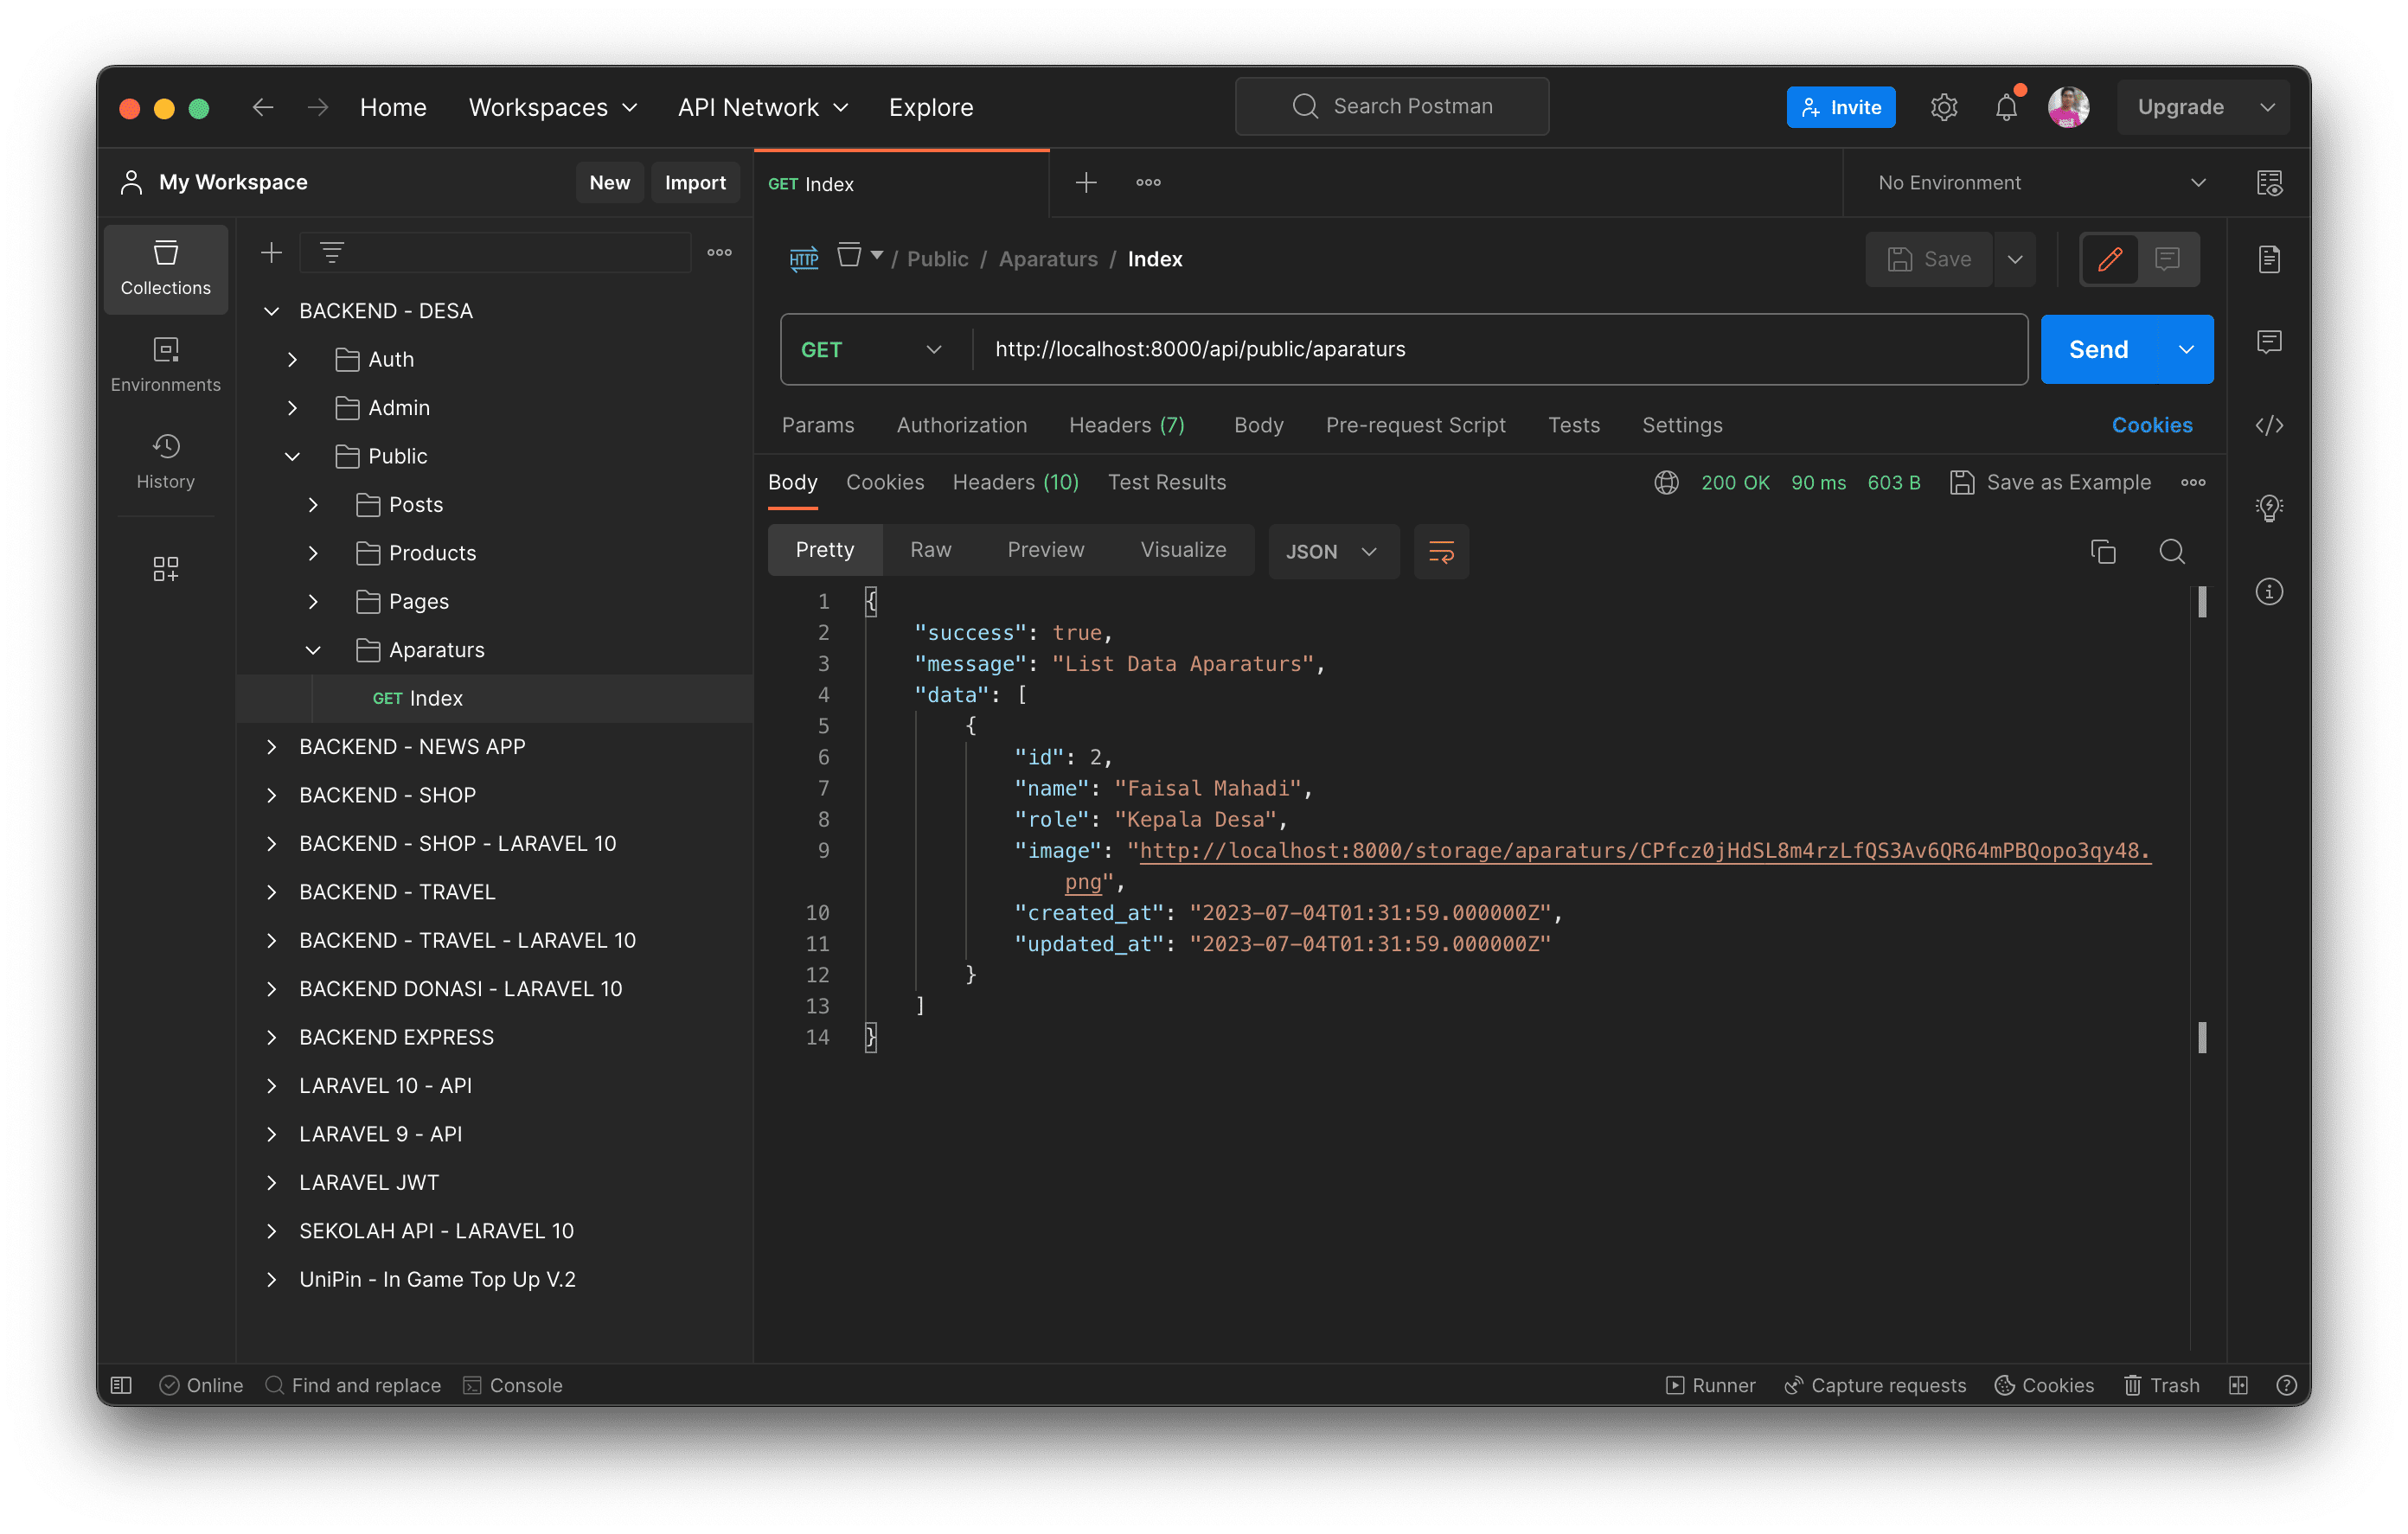 Home Workspaces API Network Explore Search Postman Invite Upgrade
My Workspace New Import
GET Index
No Environment
Collections
Environments
History
BACKEND - DESA
Auth
Admin
Public
Posts
Products
Pages
Aparaturs
GET Index
BACKEND - NEWS APP
BACKEND - SHOP
BACKEND - SHOP - LARAVEL 10
BACKEND - TRAVEL
BACKEND - TRAVEL - LARAVEL 10
BACKEND DONASI - LARAVEL 10
BACKEND EXPRESS
LARAVEL 10 - API
LARAVEL 9 - API
LARAVEL JWT
SEKOLAH API - LARAVEL 10
UniPin - In Game Top Up V.2
HTTP / Public / Aparaturs / Index Save
GET http://localhost:8000/api/public/aparaturs Send
Params Authorization Headers (7) Body Pre-request Script Tests Settings Cookies
Body Cookies Headers (10) Test Results 200 OK 90 ms 603 B Save as Example
Pretty Raw Preview Visualize JSON
1 {
2 "success": true,
3 "message": "List Data Aparaturs",
4 "data": [
5 {
6 "id": 2,
7 "name": "Faisal Mahadi",
8 "role": "Kepala Desa",
9 "image": "http://localhost:8000/storage/aparaturs/CPfcz0jHdSL8m4rzLfQS3Av6QR64mPBQopo3qy48.
png",
10 "created_at": "2023-07-04T01:31:59.000000Z",
11 "updated_at": "2023-07-04T01:31:59.000000Z"
12 }
13 ]
14 }
Online Find and replace Console Runner Capture requests Cookies Trash